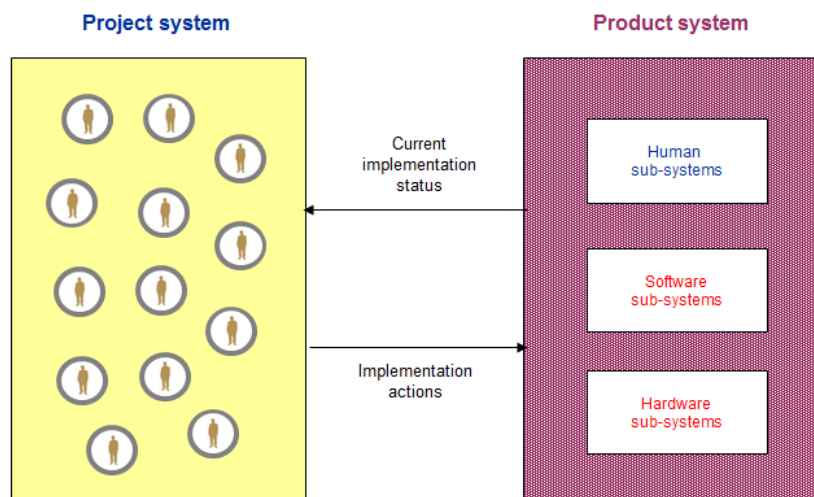 Project system
Product system
Current
implementation
status
Human
sub-systems
Software
sub-systems
Implementation
actions
Hardware
sub-systems